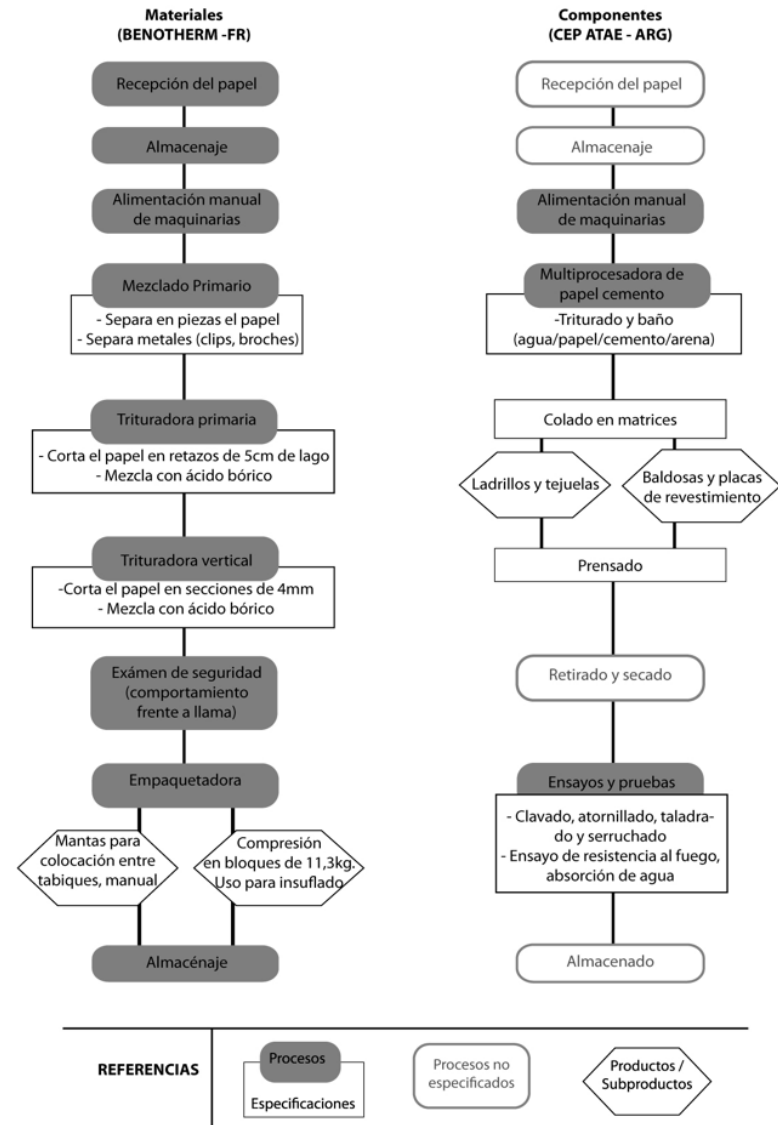 Materiales
(BENOTHERM -FR)
Recepción del papel
Almacenaje
Alimentación manual
de maquinarias
Mezclado Primario
- Separa en piezas el papel
- Separa metales (clips, broches)
Trituradora primaria
- Corta el papel en retazos de 5cm de lago
- Mezcla con ácido bórico
Trituradora vertical
-Corta el papel en secciones de 4mm
- Mezcla con ácido bórico
Exámen de seguridad
(comportamiento
frente a llama)
Empaquetadora
Mantas para
colocación entre
tabiques, manual
Compresión
en bloques de 11,3kg.
Uso para insuflado
Almacénaje
Componentes
(CEP ATAE - ARG)
Recepción del papel
Almacenaje
Alimentación manual
de maquinarias
Multiprocesadora de
papel cemento
-Triturado y baño
(agua/papel/cemento/arena)
Colado en matrices
Ladrillos y tejuelas
Baldosas y placas
de revestimiento
Prensado
Retirado y secado
Ensayos y pruebas
- Clavado, atornillado, taladra-
do y serruchado
- Ensayo de resistencia al fuego,
absorción de agua
Almacenado
REFERENCIAS
Procesos
Especificaciones
Procesos no
especificados
Productos /
Subproductos